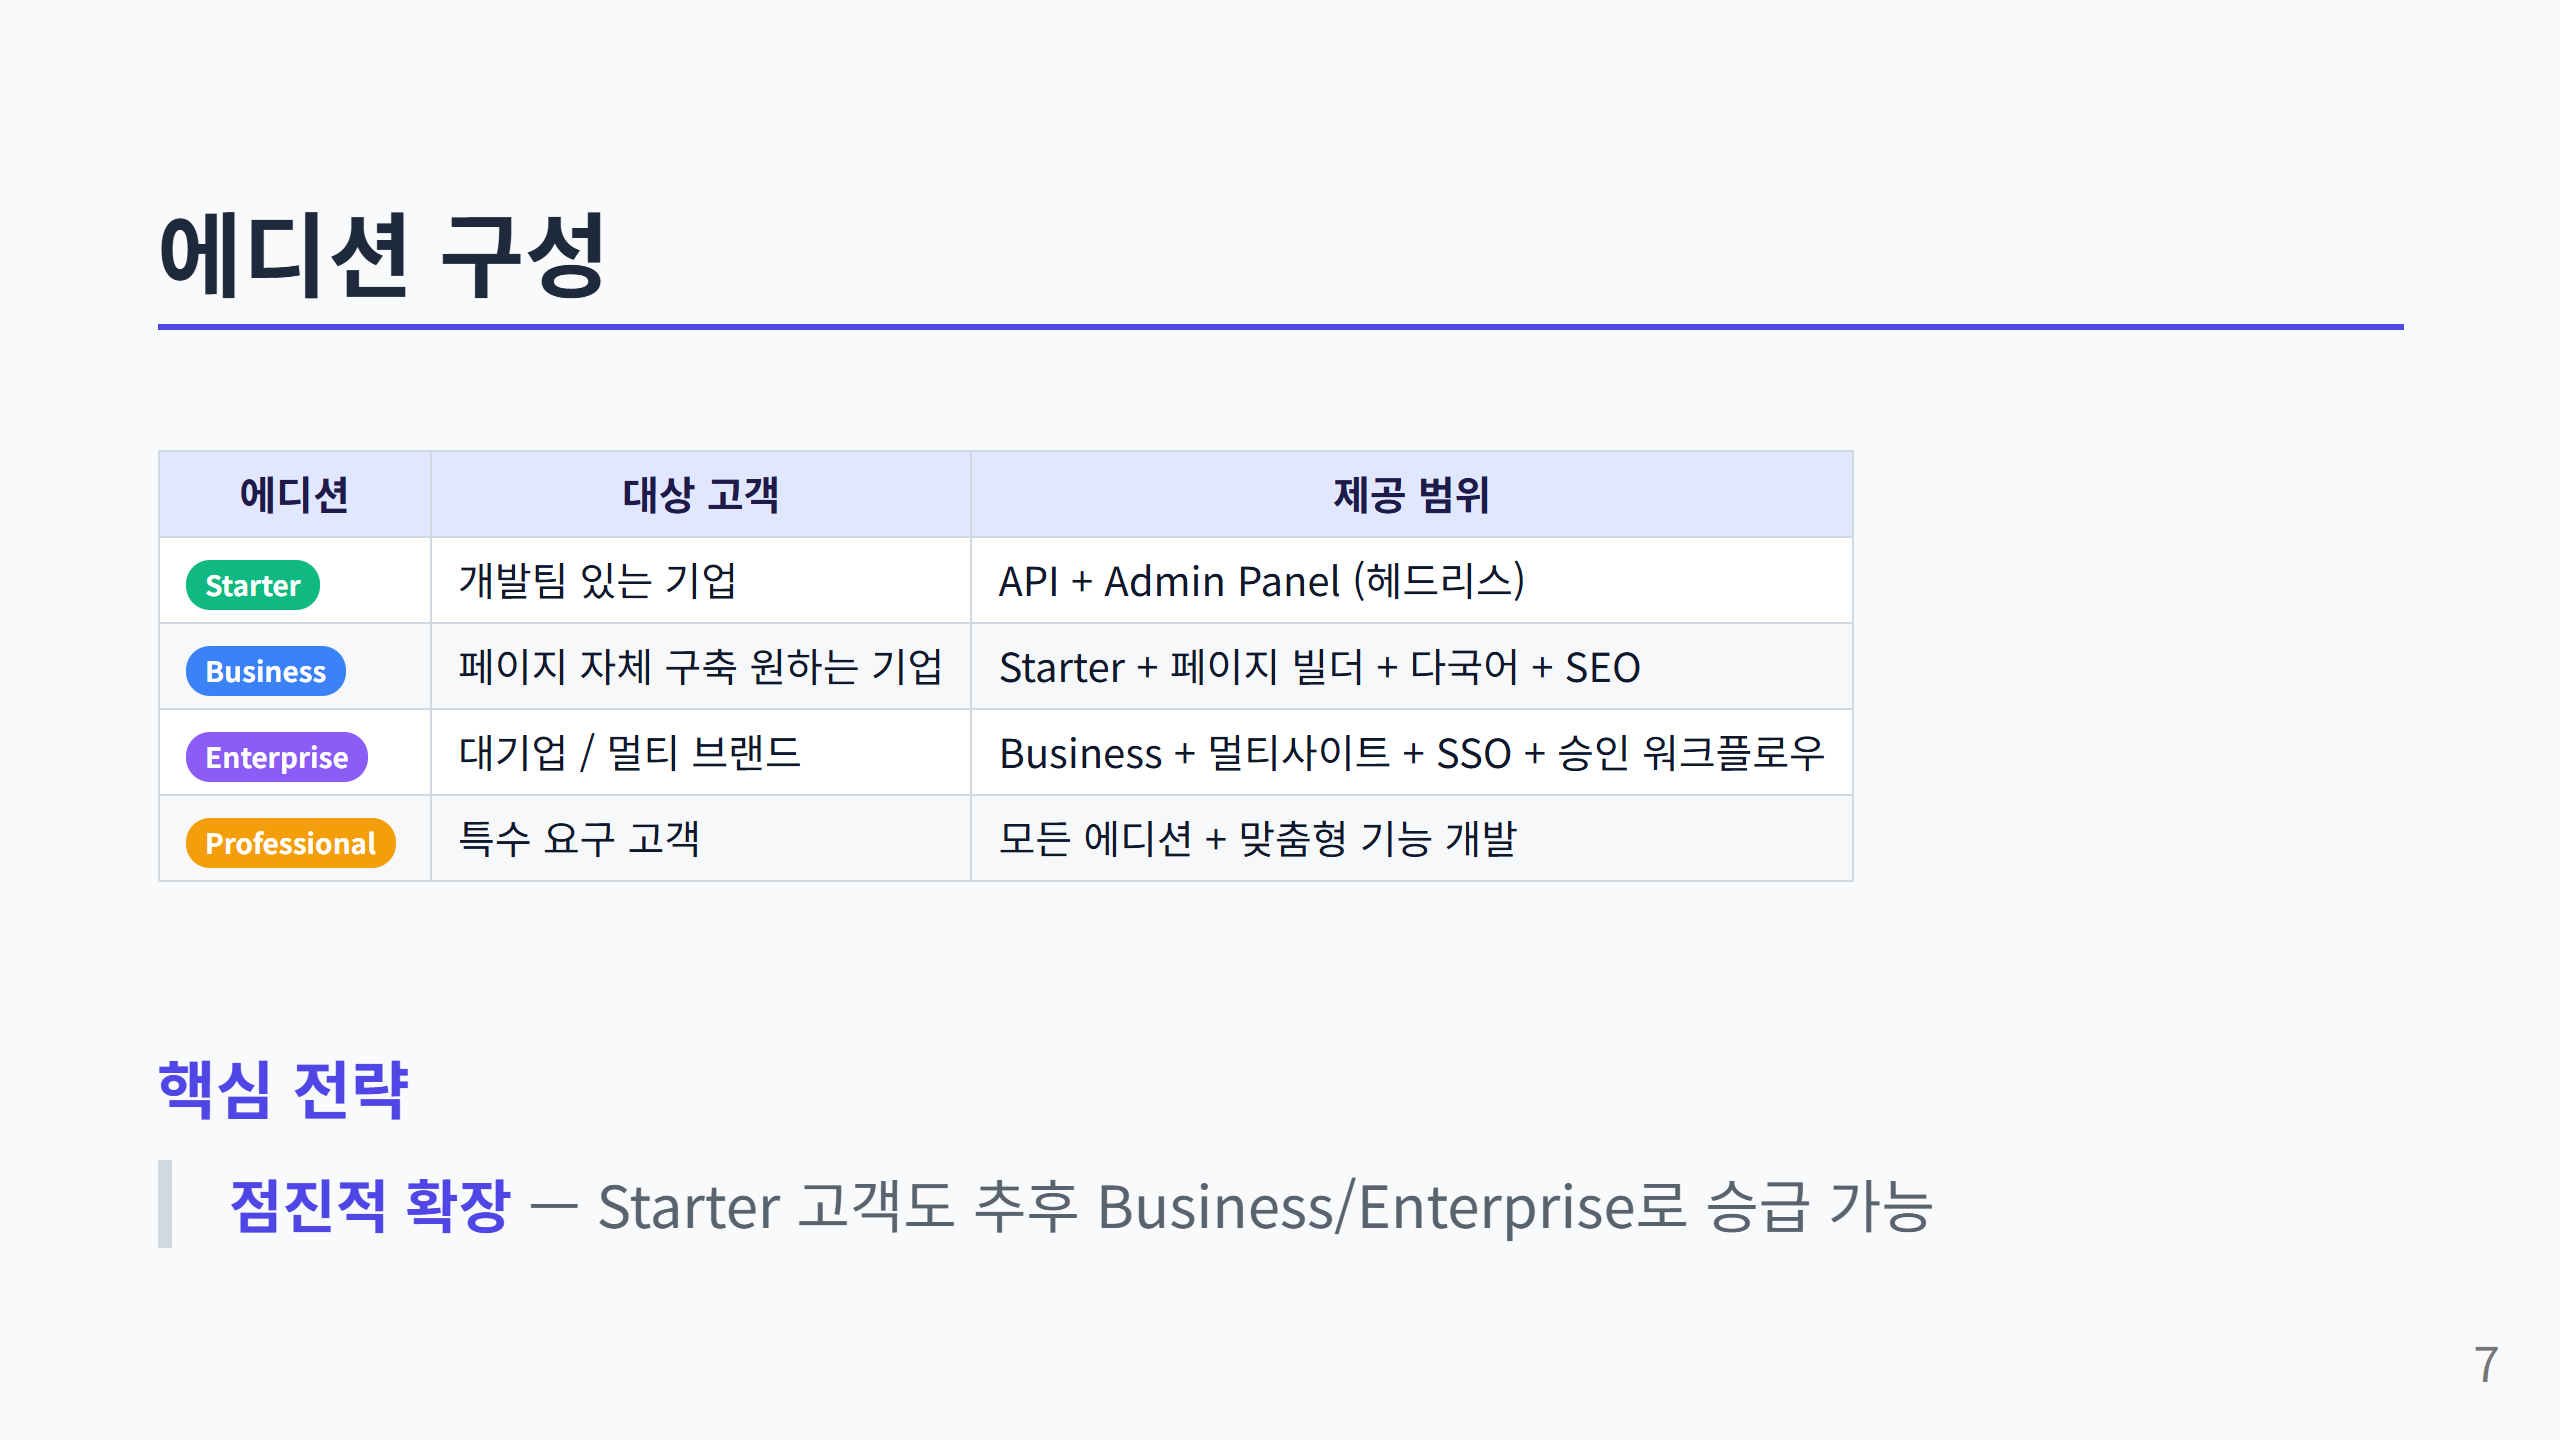 에디션 구성
에디션 대상 고객 제공 범위
Starter 개발팀 있는 기업 API + Admin Panel (헤드리스)
Business 페이지 자체 구축 원하는 기업 Starter + 페이지 빌더 + 다국어 + SEO
Enterprise 대기업 / 멀티 브랜드 Business + 멀티사이트 + SSO + 승인 워크플로우
Professional 특수 요구 고객 모든 에디션 + 맞춤형 기능 개발
핵심 전략
점진적 확장 — Starter 고객도 추후 Business/Enterprise로 승급 가능
7